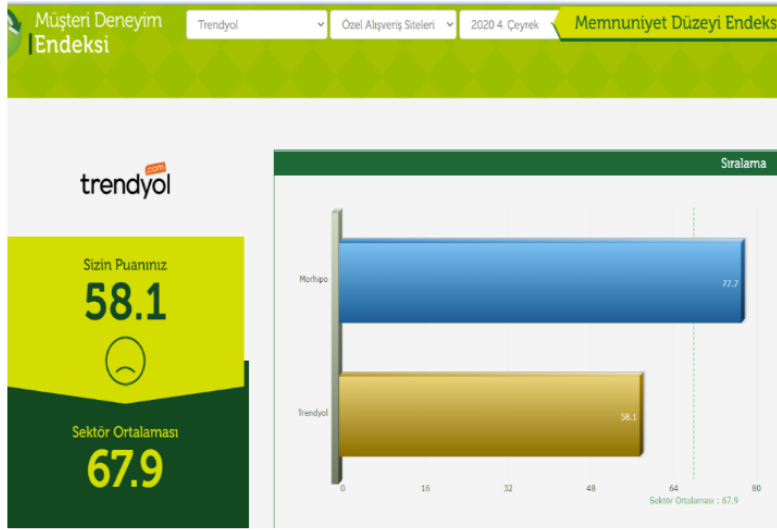 Müşteri Deneyim
Endeksi
Trendyol
Özel Alışveriş Siteleri
2020 4. Çeyrek
Memnuniyet Düzeyi Endeks
.com
trendyol
Sizin Puanınız
58.1
Sektör Ortalaması
67.9
Sıralama
Morhipo
77.7
Trendyol
58.1
0 16 32 48 64 80
Sektör Ortalaması : 67.9